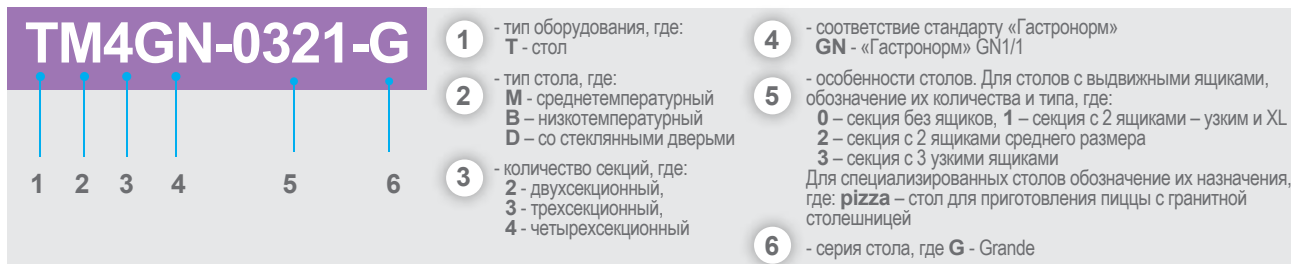 TM4GN-0321-G
1 2 3 4 5 6
1 - тип оборудования, где:
T - стол
2 - тип стола, где:
M - среднетемпературный
B – низкотемпературный
D – со стеклянными дверьми
3 - количество секций, где:
2 - двухсекционный,
3 - трехсекционный,
4 - четырехсекционный
4 - соответствие стандарту «Гастронорм»
GN - «Гастронорм» GN1/1
5 - особенности столов. Для столов с выдвижными ящиками,
обозначение их количества и типа, где:
0 – секция без ящиков, 1 – секция с 2 ящиками – узким и XL
2 – секция с 2 ящиками среднего размера
3 – секция с 3 узкими ящиками
Для специализированных столов обозначение их назначения,
где: pizza – стол для приготовления пиццы с гранитной
столешницей
6 - серия стола, где G - Grande